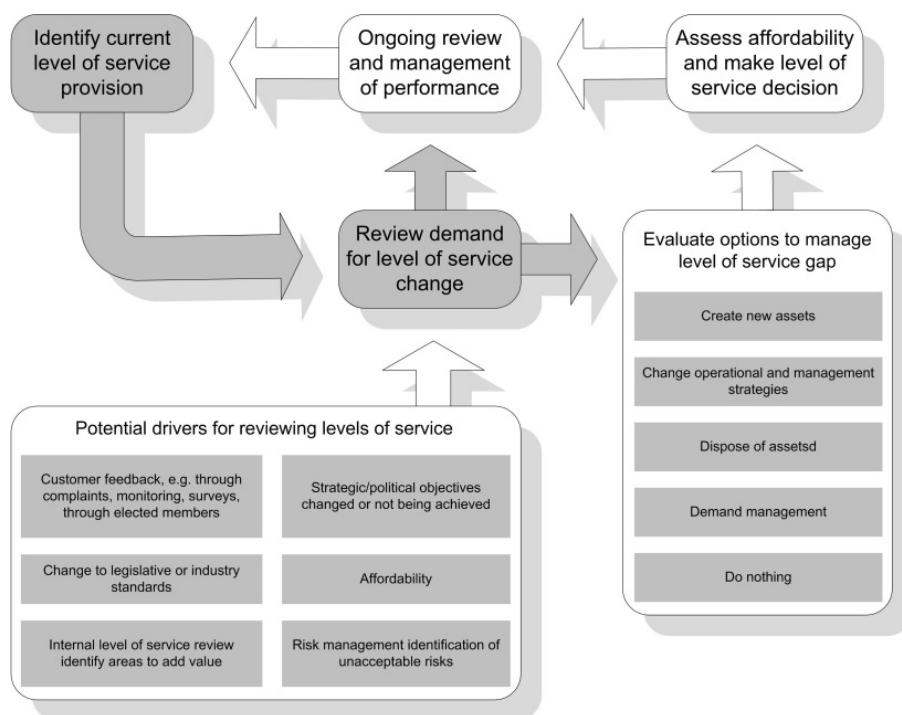 Identify current
level of service
provision
Ongoing review
and management
of performance
Assess affordability
and make level of
service decision
Review demand
for level of service
change
Evaluate options to manage
level of service gap
Create new assets
Change operational and management
strategies
Dispose of assetsd
Demand management
Do nothing
Potential drivers for reviewing levels of service
Customer feedback, e.g. through
complaints, monitoring, surveys,
through elected members
Strategic/political objectives
changed or not being achieved
Change to legislative or industry
standards
Affordability
Internal level of service review
identify areas to add value
Risk management identification of
unacceptable risks